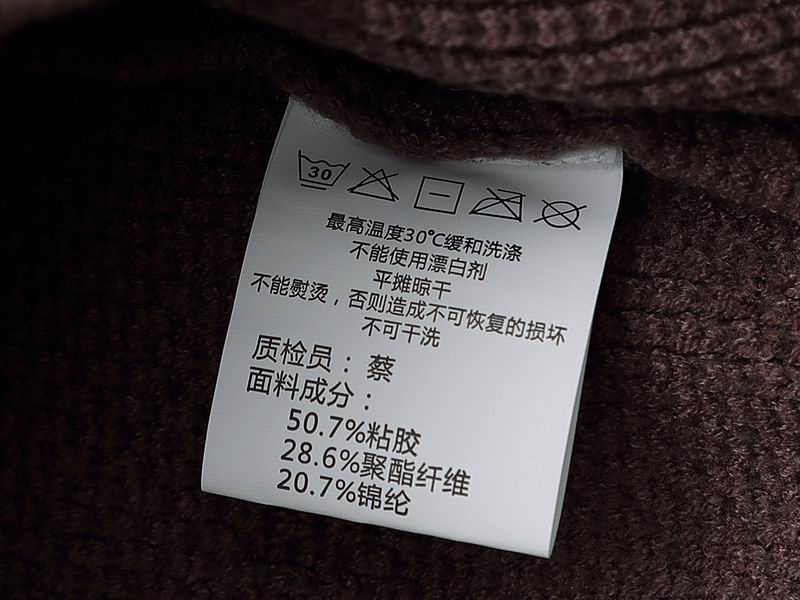 30
最高温度30°C缓和洗涤
不能使用漂白剂
平摊晾干
不能熨烫，否则造成不可恢复的损坏
不可干洗
质检员：蔡
面料成分：
50.7%粘胶
28.6%聚酯纤维
20.7%锦纶